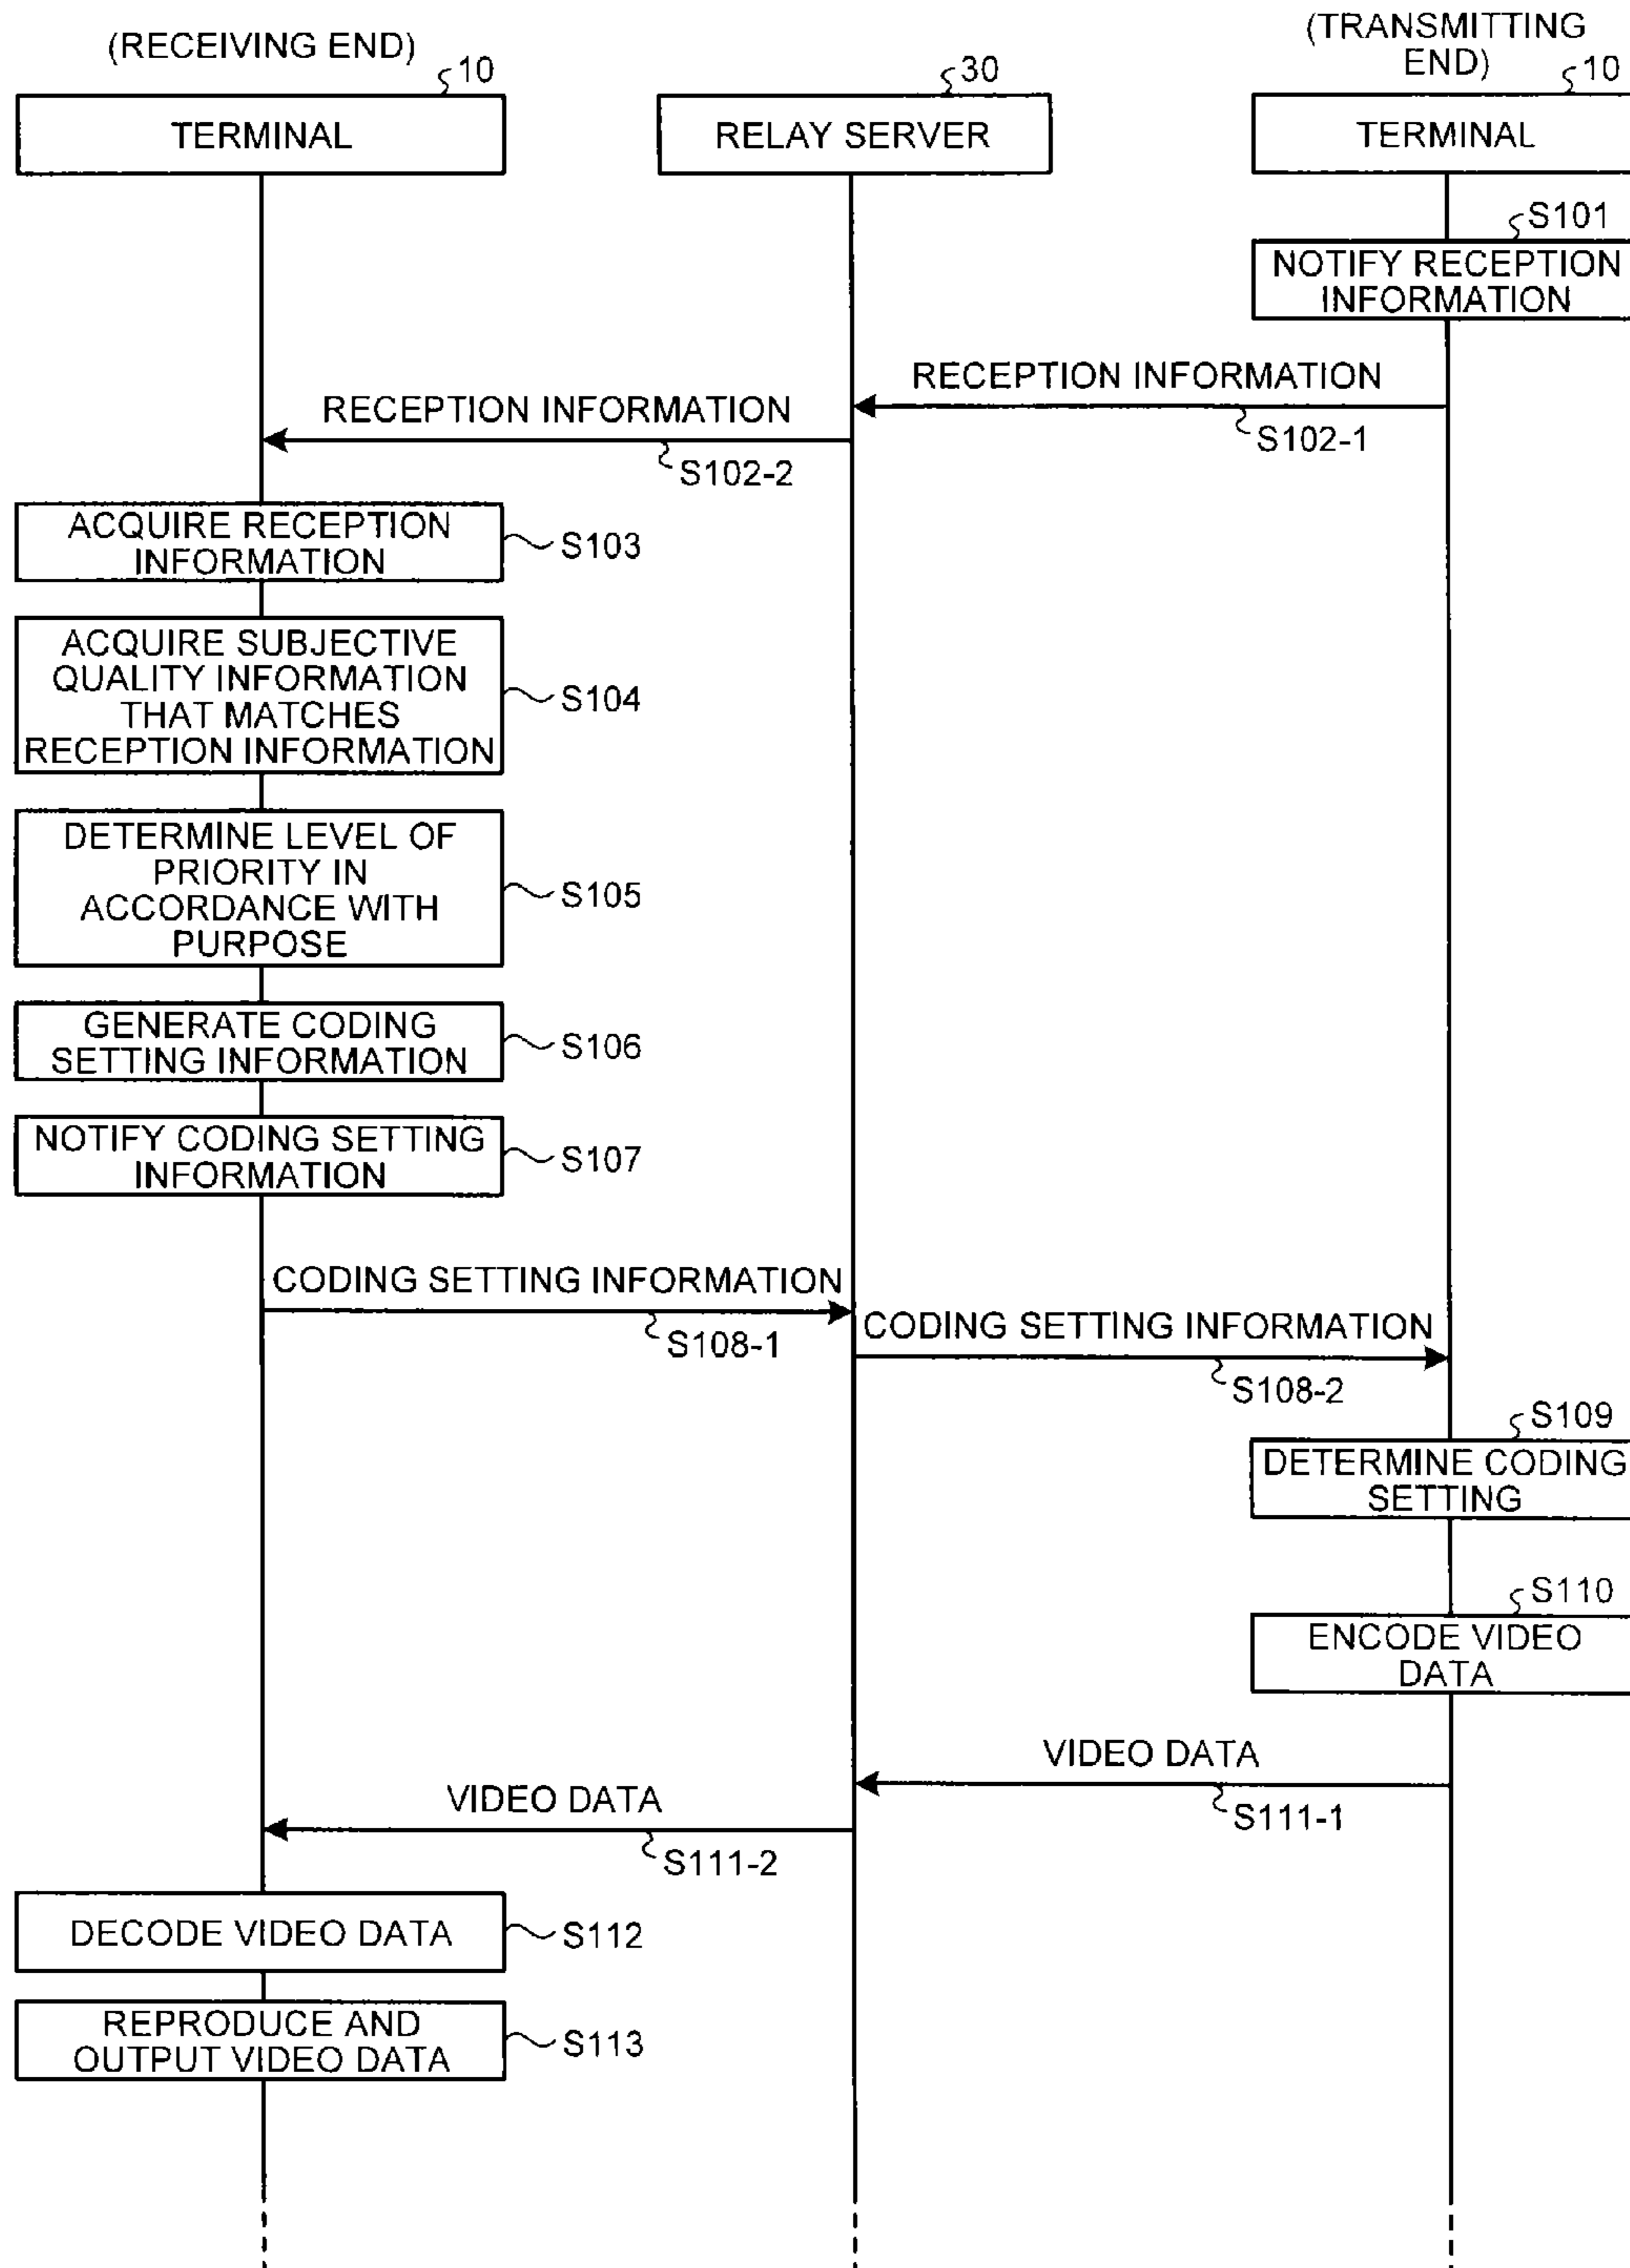 (RECEIVING END)
10
TERMINAL
30
RELAY SERVER
(TRANSMITTING
END)
10
TERMINAL
S101
NOTIFY RECEPTION
INFORMATION
RECEPTION INFORMATION
S102-1
RECEPTION INFORMATION
S102-2
ACQUIRE RECEPTION
INFORMATION
S103
ACQUIRE SUBJECTIVE
QUALITY INFORMATION
THAT MATCHES
RECEPTION INFORMATION
S104
DETERMINE LEVEL OF
PRIORITY IN
ACCORDANCE WITH
PURPOSE
S105
GENERATE CODING
SETTING INFORMATION
S106
NOTIFY CODING SETTING
INFORMATION
S107
CODING SETTING INFORMATION
S108-1
CODING SETTING INFORMATION
S108-2
S109
DETERMINE CODING
SETTING
S110
ENCODE VIDEO
DATA
VIDEO DATA
S111-1
VIDEO DATA
S111-2
DECODE VIDEO DATA
S112
REPRODUCE AND
OUTPUT VIDEO DATA
S113